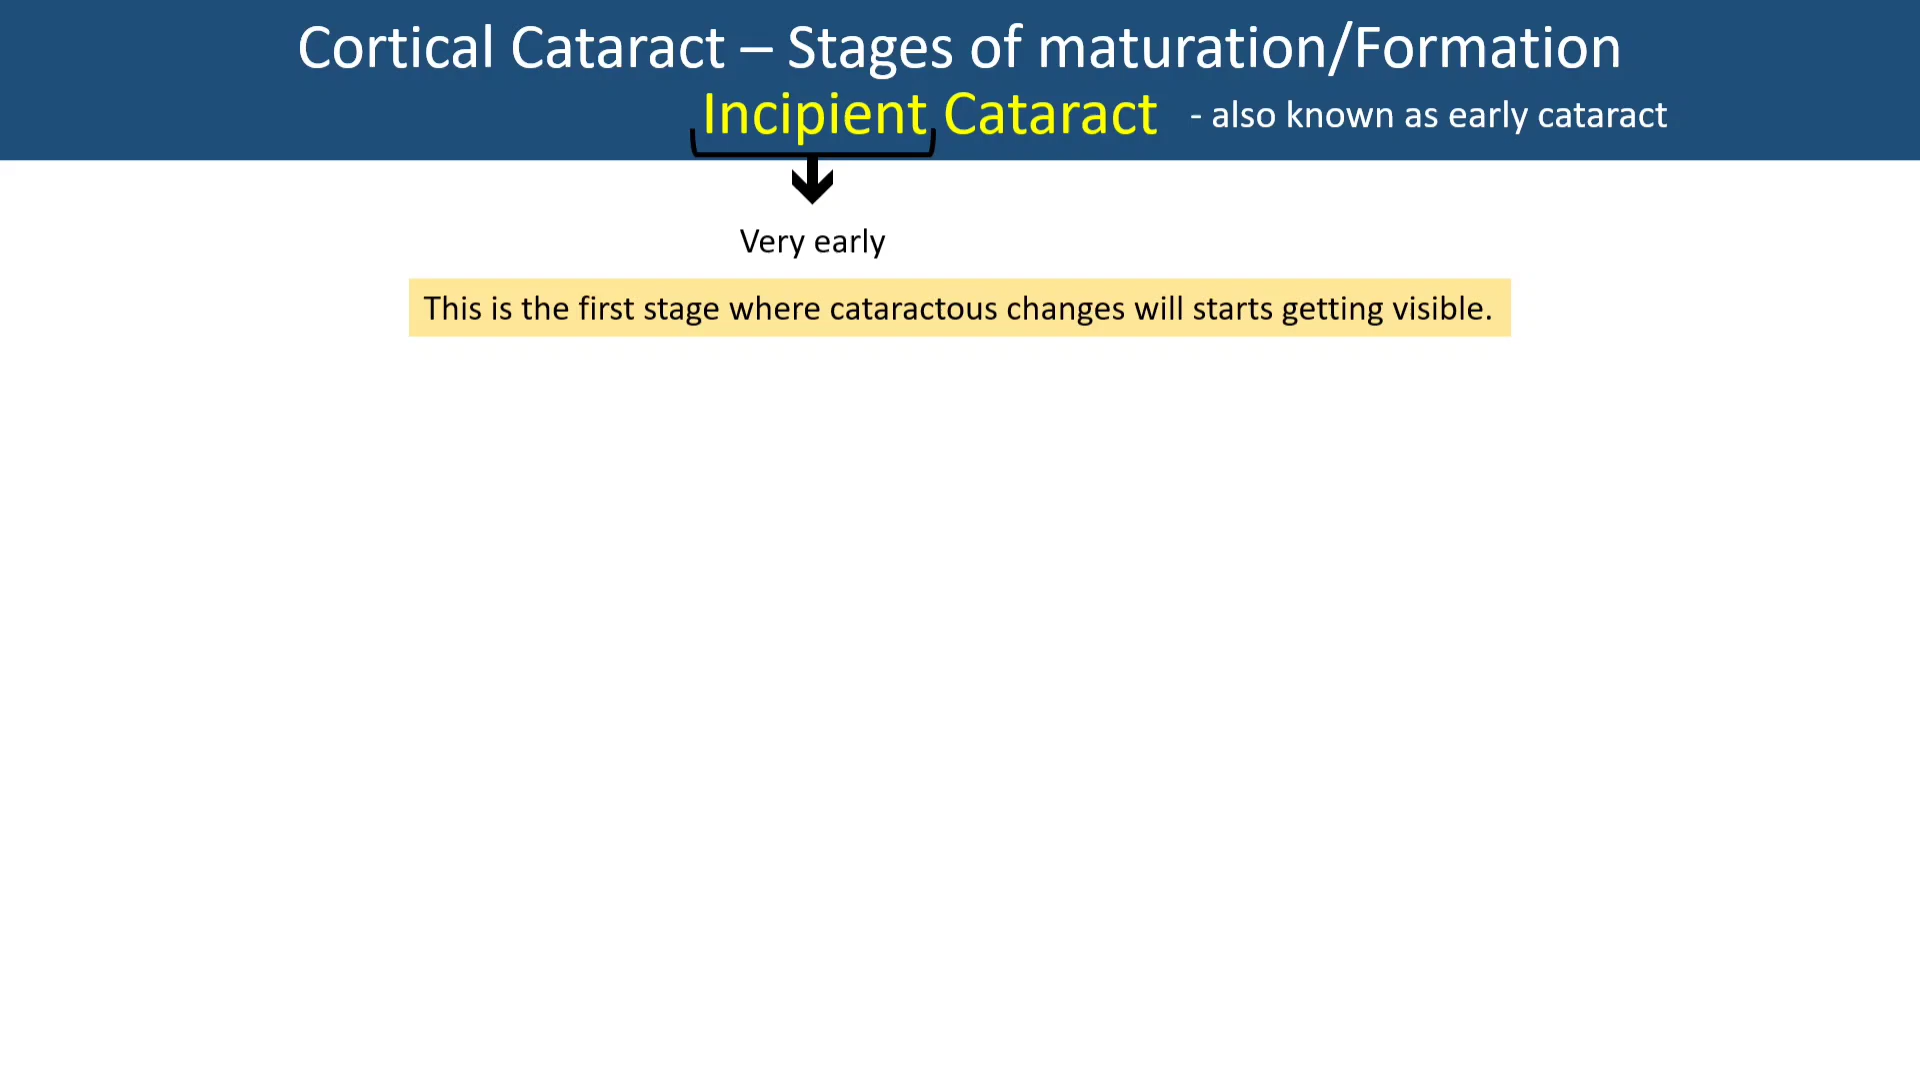 Cortical Cataract – Stages of maturation/Formation
Incipient Cataract - also known as early cataract
Very early
This is the first stage where cataractous changes will starts getting visible.